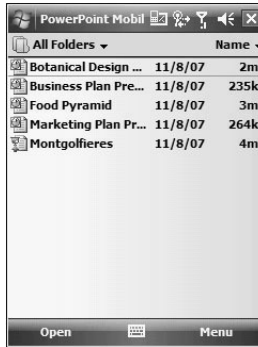 PowerPoint Mobil
All Folders Name
Botanical Design ... 11/8/07 2m
Business Plan Pre... 11/8/07 235k
Food Pyramid 11/8/07 3m
Marketing Plan Pr... 11/8/07 264k
Montgolfieres 11/8/07 4m
Open Menu